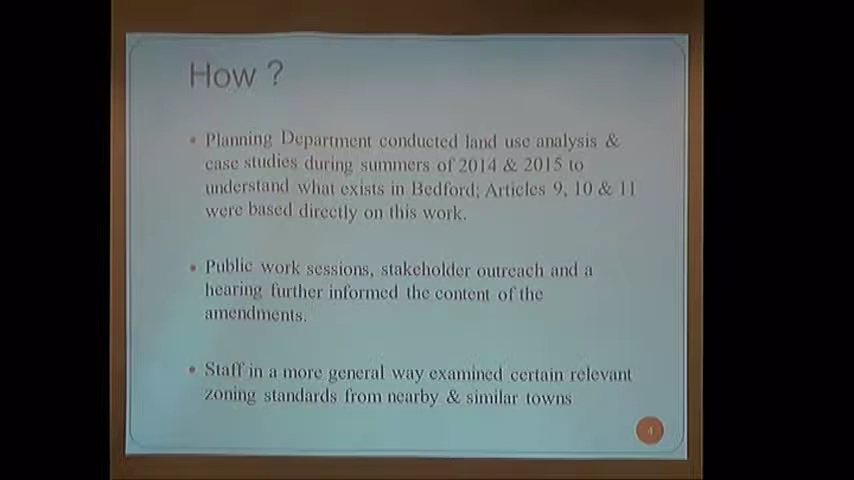 How ?
• Planning Department conducted land use analysis &
case studies during summers of 2014 & 2015 to
understand what exists in Bedford; Articles 9, 10 & 11
were based directly on this work.
• Public work sessions, stakeholder outreach and a
hearing further informed the content of the
amendments.
• Staff in a more general way examined certain relevant
zoning standards from nearby & similar towns
4